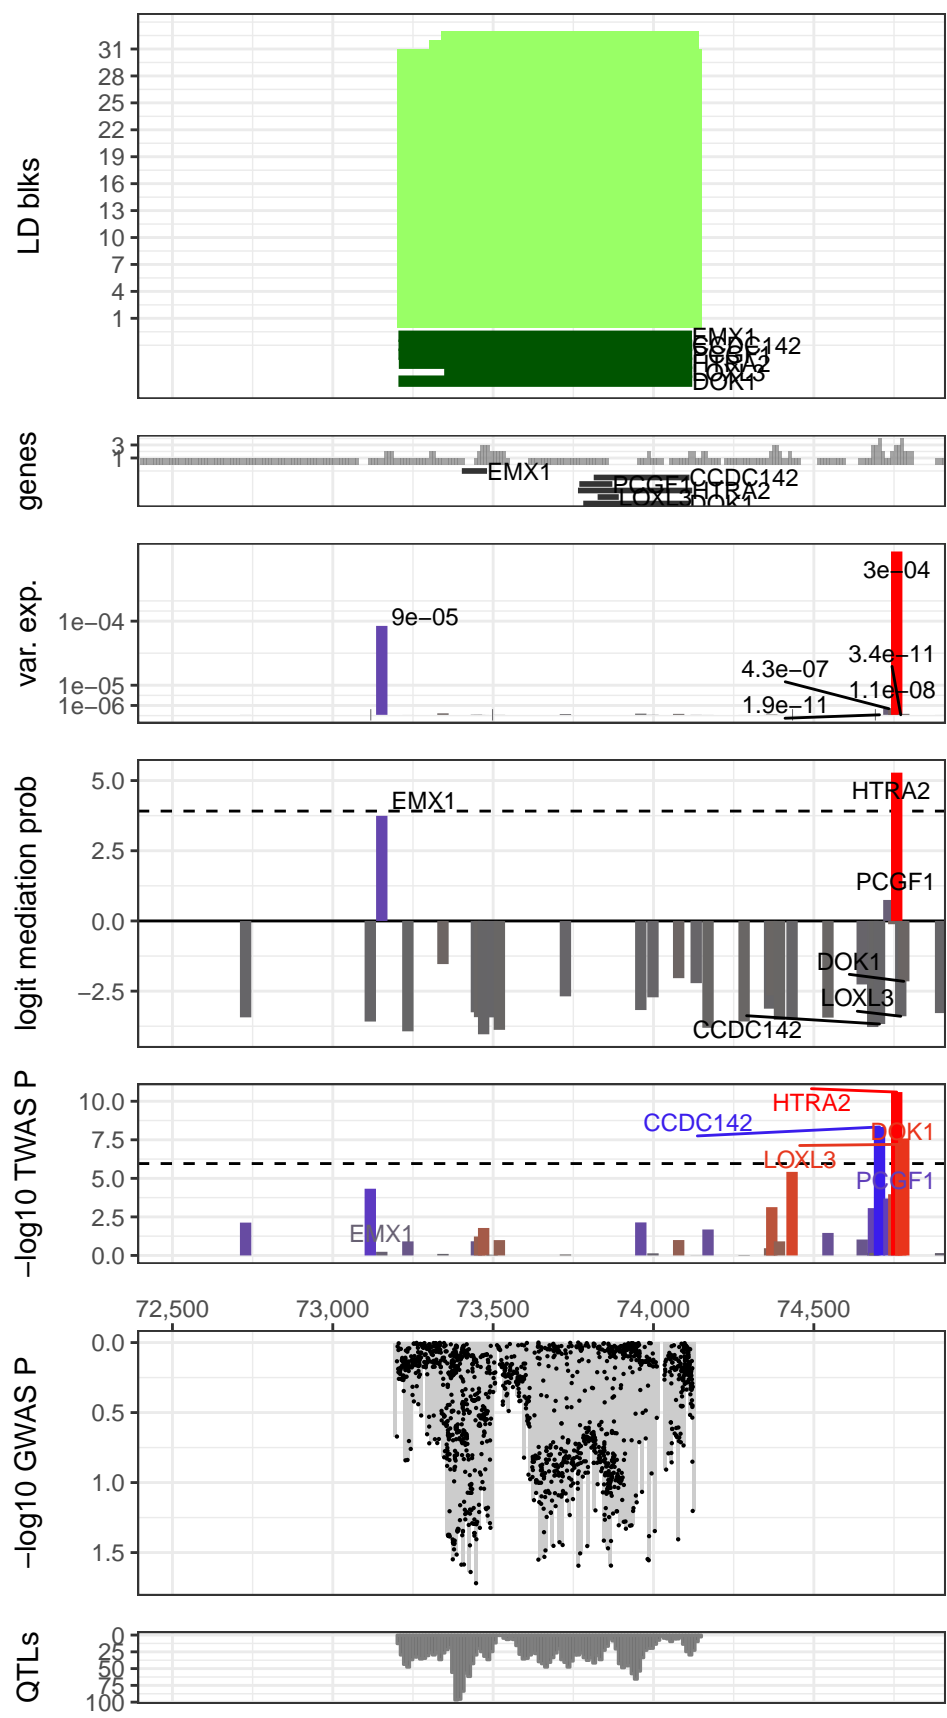 LD blks
31
28
25
22
19
16
13
10
7
4
1
EMX1
CCDC142
PCGF1
HTRA2
LOXL3
DOK1
genes
3
1
EMX1
CCDC142
PCGF1
HTRA2
LOXL3
DOK1
var. exp.
1e−04
1e−05
1e−06
9e−05
3e−04
3.4e−11
4.3e−07
1.1e−08
1.9e−11
logit mediation prob
5.0
2.5
0.0
−2.5
EMX1
HTRA2
PCGF1
DOK1
LOXL3
CCDC142
−log10 TWAS P
10.0
7.5
5.0
2.5
0.0
HTRA2
CCDC142
DOK1
LOXL3
PCGF1
EMX1
72,500 73,000 73,500 74,000 74,500
−log10 GWAS P
0.0
0.5
1.0
1.5
QTLs
0
25
50
75
100